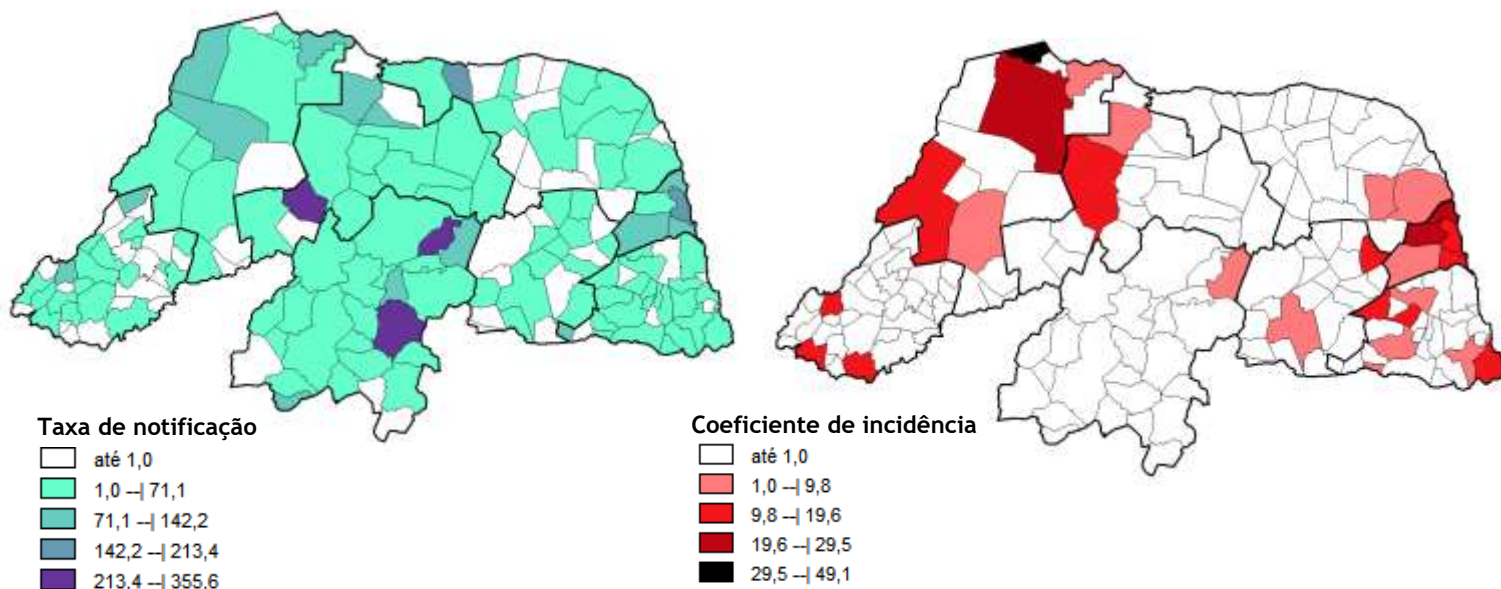 Taxa de notificação
até 1,0
1,0 --| 71,1
71,1 --| 142,2
142,2 --| 213,4
213,4 --| 355,6
Coeficiente de incidência
até 1,0
1,0 --| 9,8
9,8 --| 19,6
19,6 --| 29,5
29,5 --| 49,1